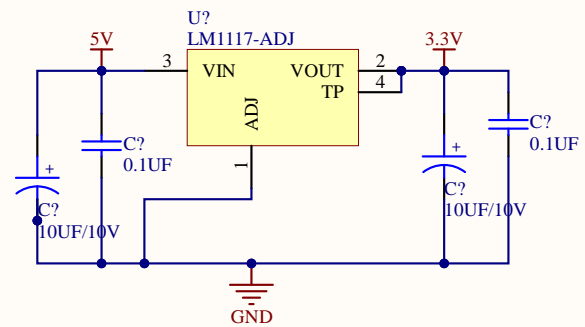 U?
LM1117-ADJ
5V
3.3V
3
VIN
VOUT
2
TP
4
ADJ
1
C?
0.1UF
C?
10UF/10V
C?
0.1UF
C?
10UF/10V
GND